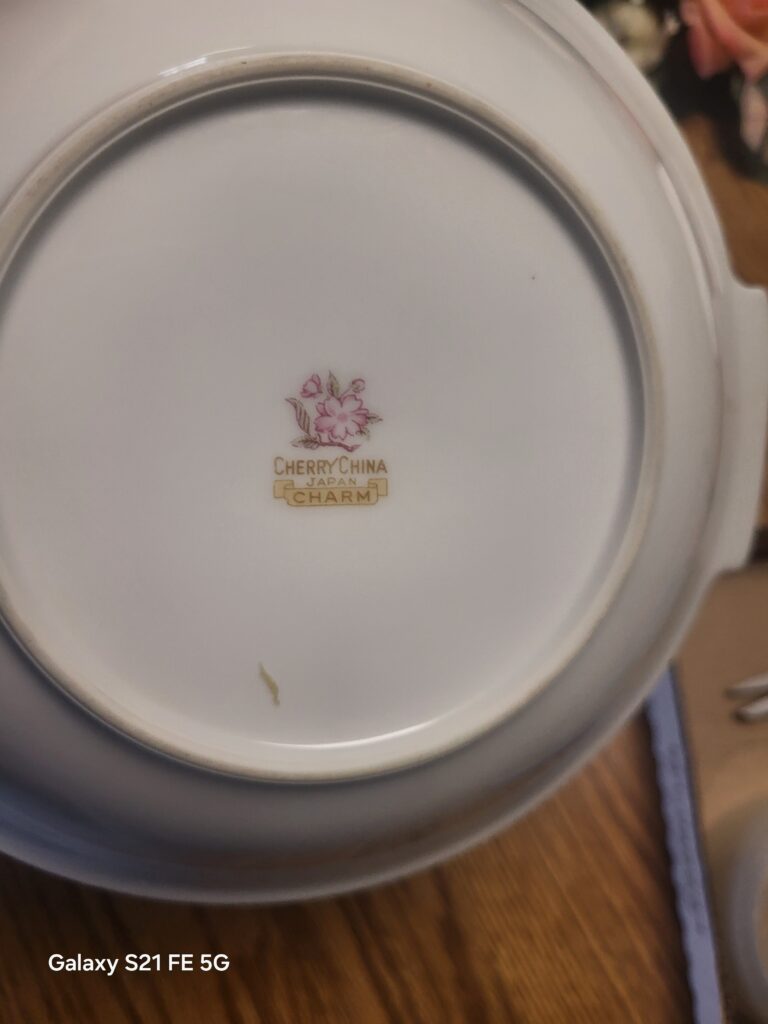 CHERRY CHINA
JAPAN
CHARM
Galaxy S21 FE 5G